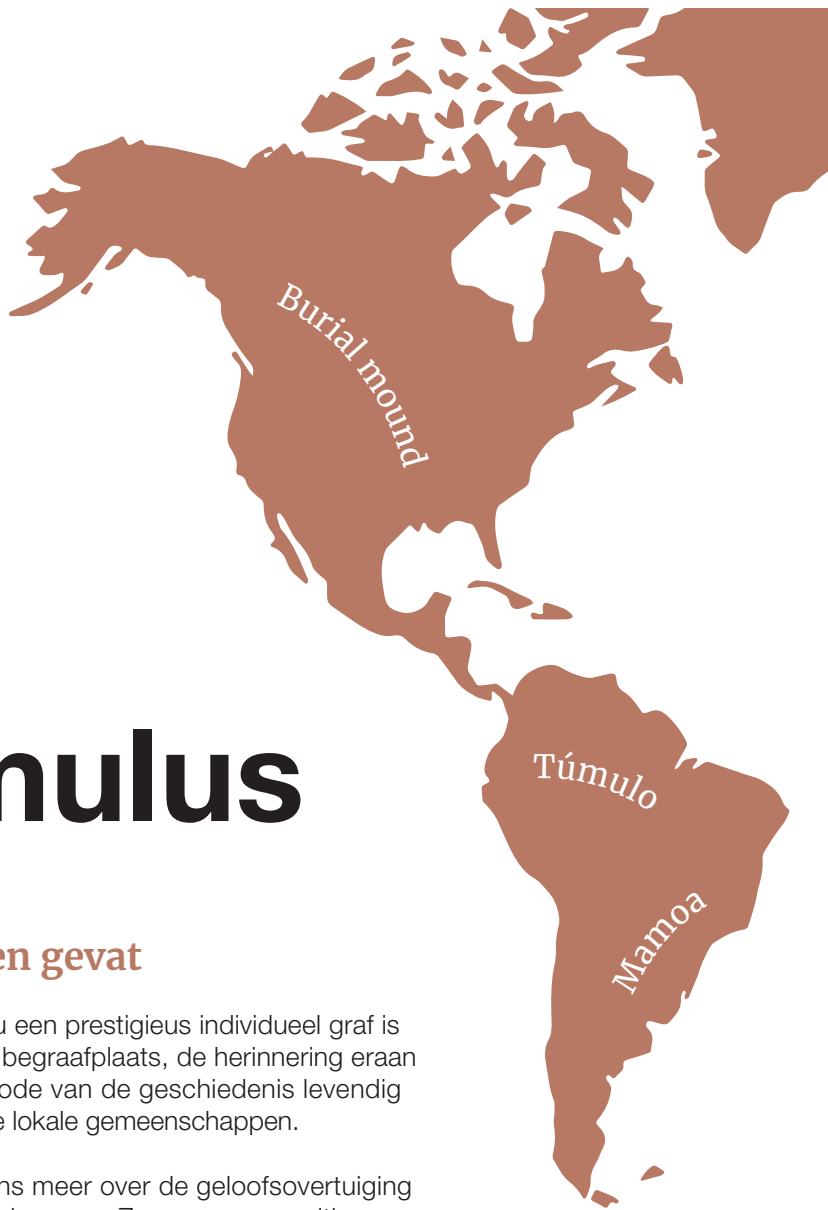 Burial mound
Túmulo
Mamoa
nulus
en gevat
een prestigieus individueel graf is
begraafplaats, de herinnering eraan
ode van de geschiedenis levendig
e lokale gemeenschappen.
ns meer over de geloofsovertuiging